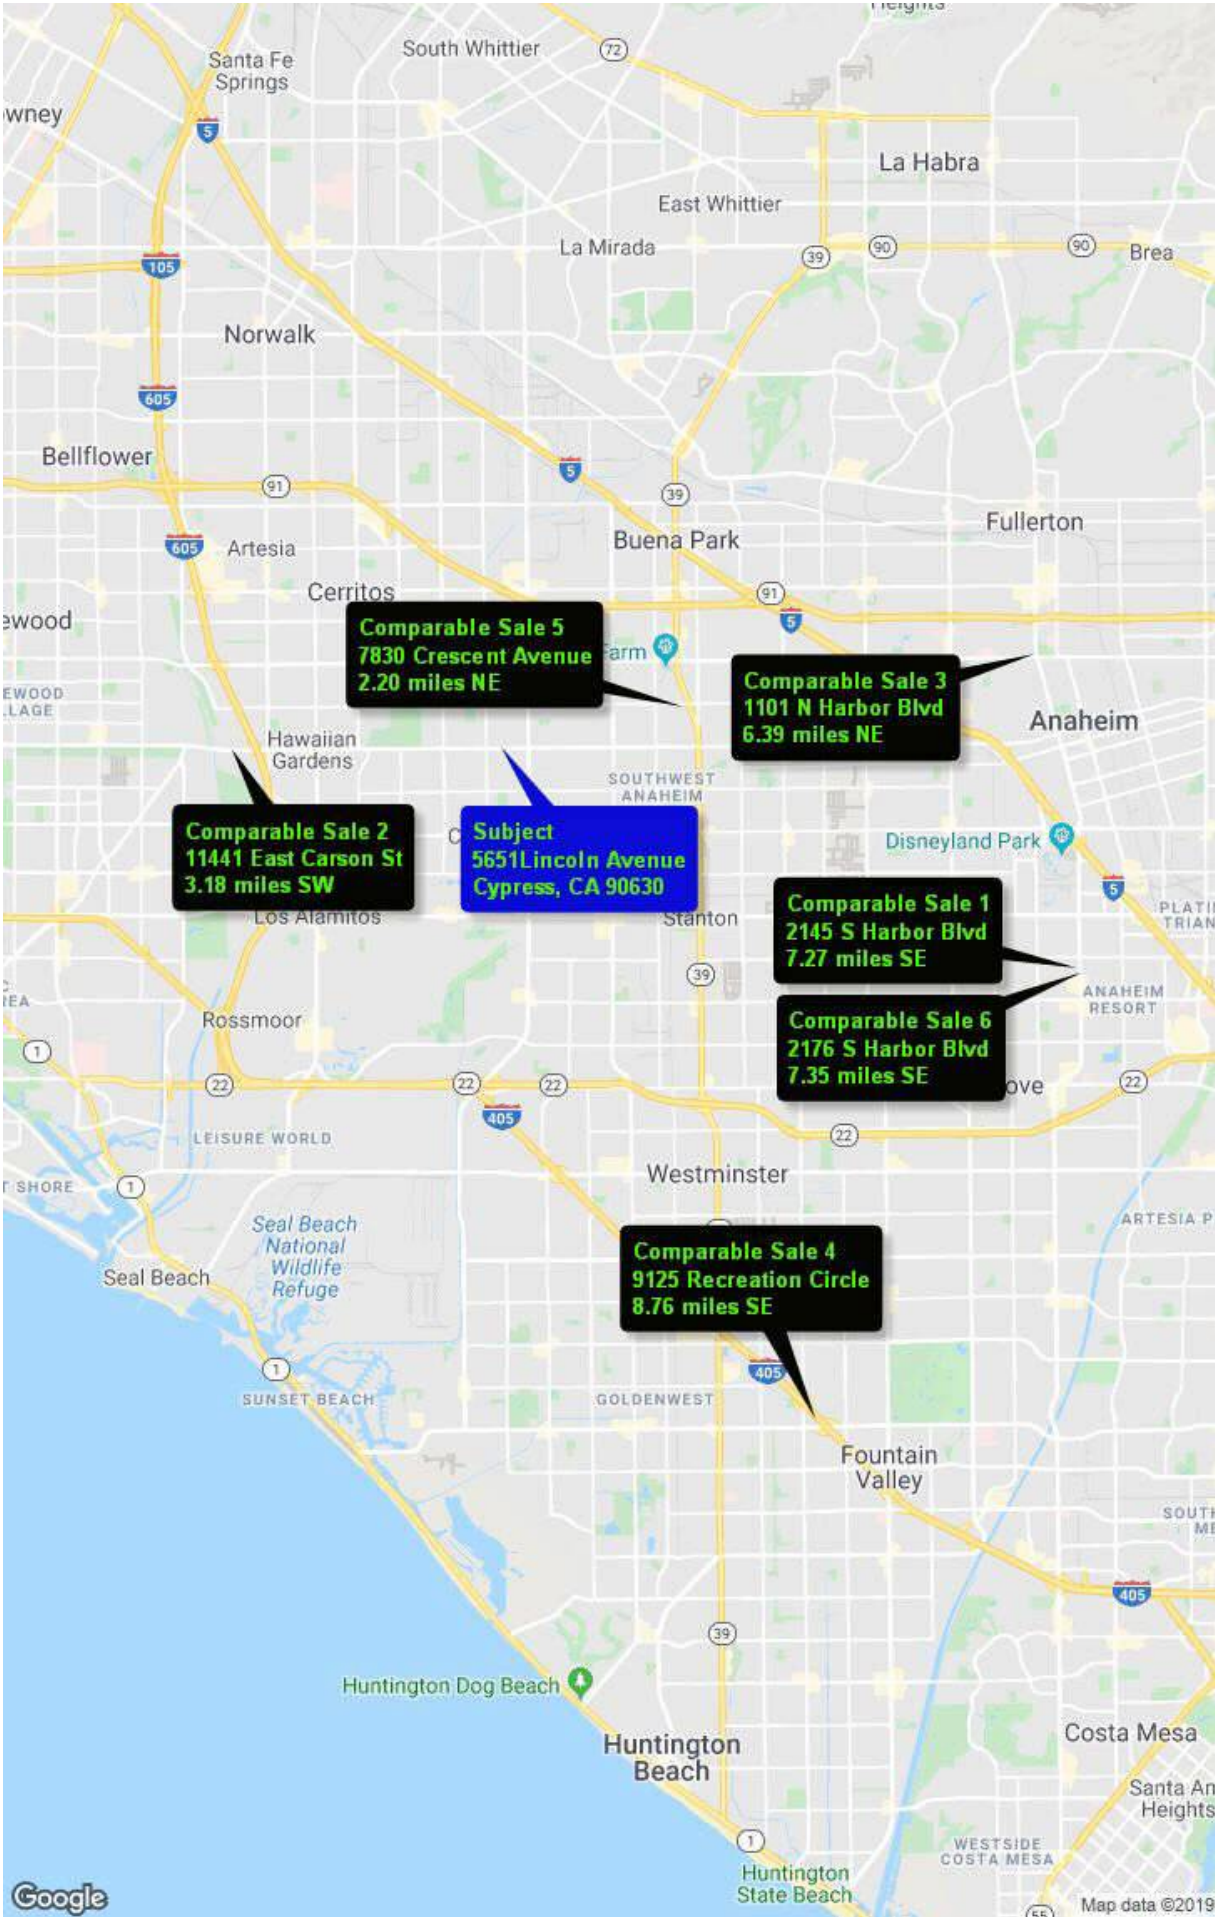 Heights
South Whittier
72
Santa Fe
Springs
5
La Habra
East Whittier
La Mirada
39
90
90
Brea
105
Norwalk
605
Bellflower
5
91
39
Fullerton
Buena Park
605
Artesia
Cerritos
91
5
Comparable Sale 5
7830 Crescent Avenue
2.20 miles NE
Farm
Comparable Sale 3
1101 N Harbor Blvd
6.39 miles NE
Anaheim
Hawaiian
Gardens
SOUTHWEST
ANAHEIM
Comparable Sale 2
11441 East Carson St
3.18 miles SW
Subject
5651Lincoln Avenue
Cypress, CA 90630
Disneyland Park
5
Los Alamitos
Stanton
Comparable Sale 1
2145 S Harbor Blvd
7.27 miles SE
39
ANAHEIM
RESORT
Rossmoor
Comparable Sale 6
2176 S Harbor Blvd
7.35 miles SE
1
22
22
22
22
405
22
LEISURE WORLD
Westminster
1
T SHORE
ARTESIA P
Seal Beach
National
Wildlife
Refuge
Seal Beach
Comparable Sale 4
9125 Recreation Circle
8.76 miles SE
1
405
SUNSET BEACH
GOLDENWEST
Fountain
Valley
405
39
Huntington Dog Beach
Huntington
Beach
Costa Mesa
Santa An
Heights
1
WESTSIDE
COSTA MESA
Huntington
State Beach
55
Google
Map data ©2019